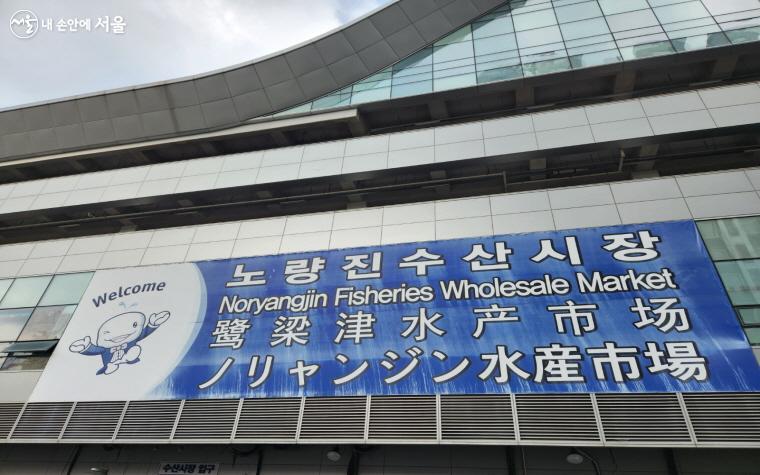 서울 내 손안에 서울
Welcome
노량진수산시장
Noryangjin Fisheries Wholesale Market
鹭梁津水产市场
ノリャンジン水産市場
수산시장 입구